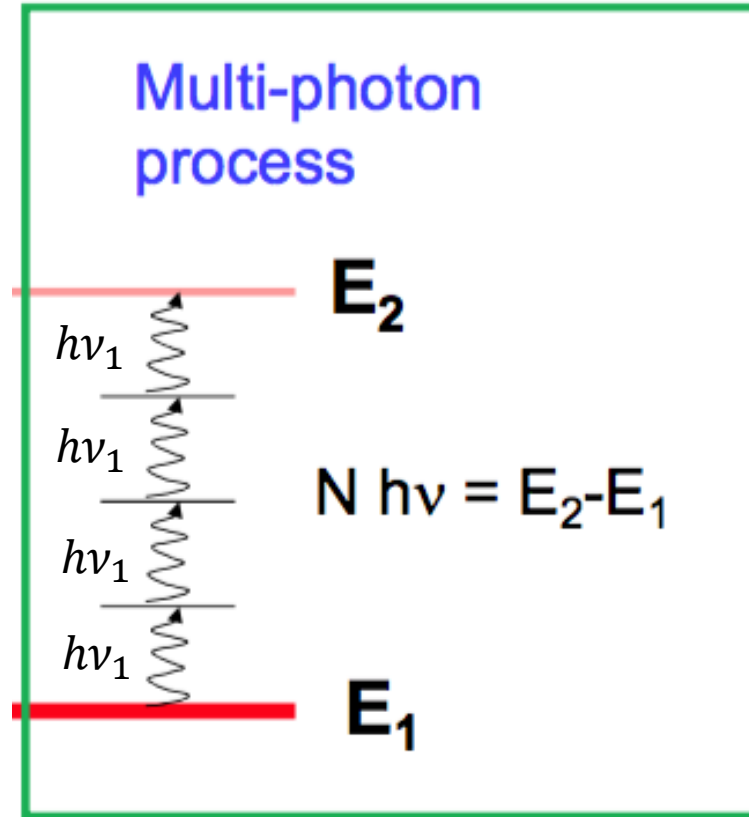 Multi-photon
process
E₂
hν₁
hν₁
N hν = E₂-E₁
hν₁
hν₁
E₁